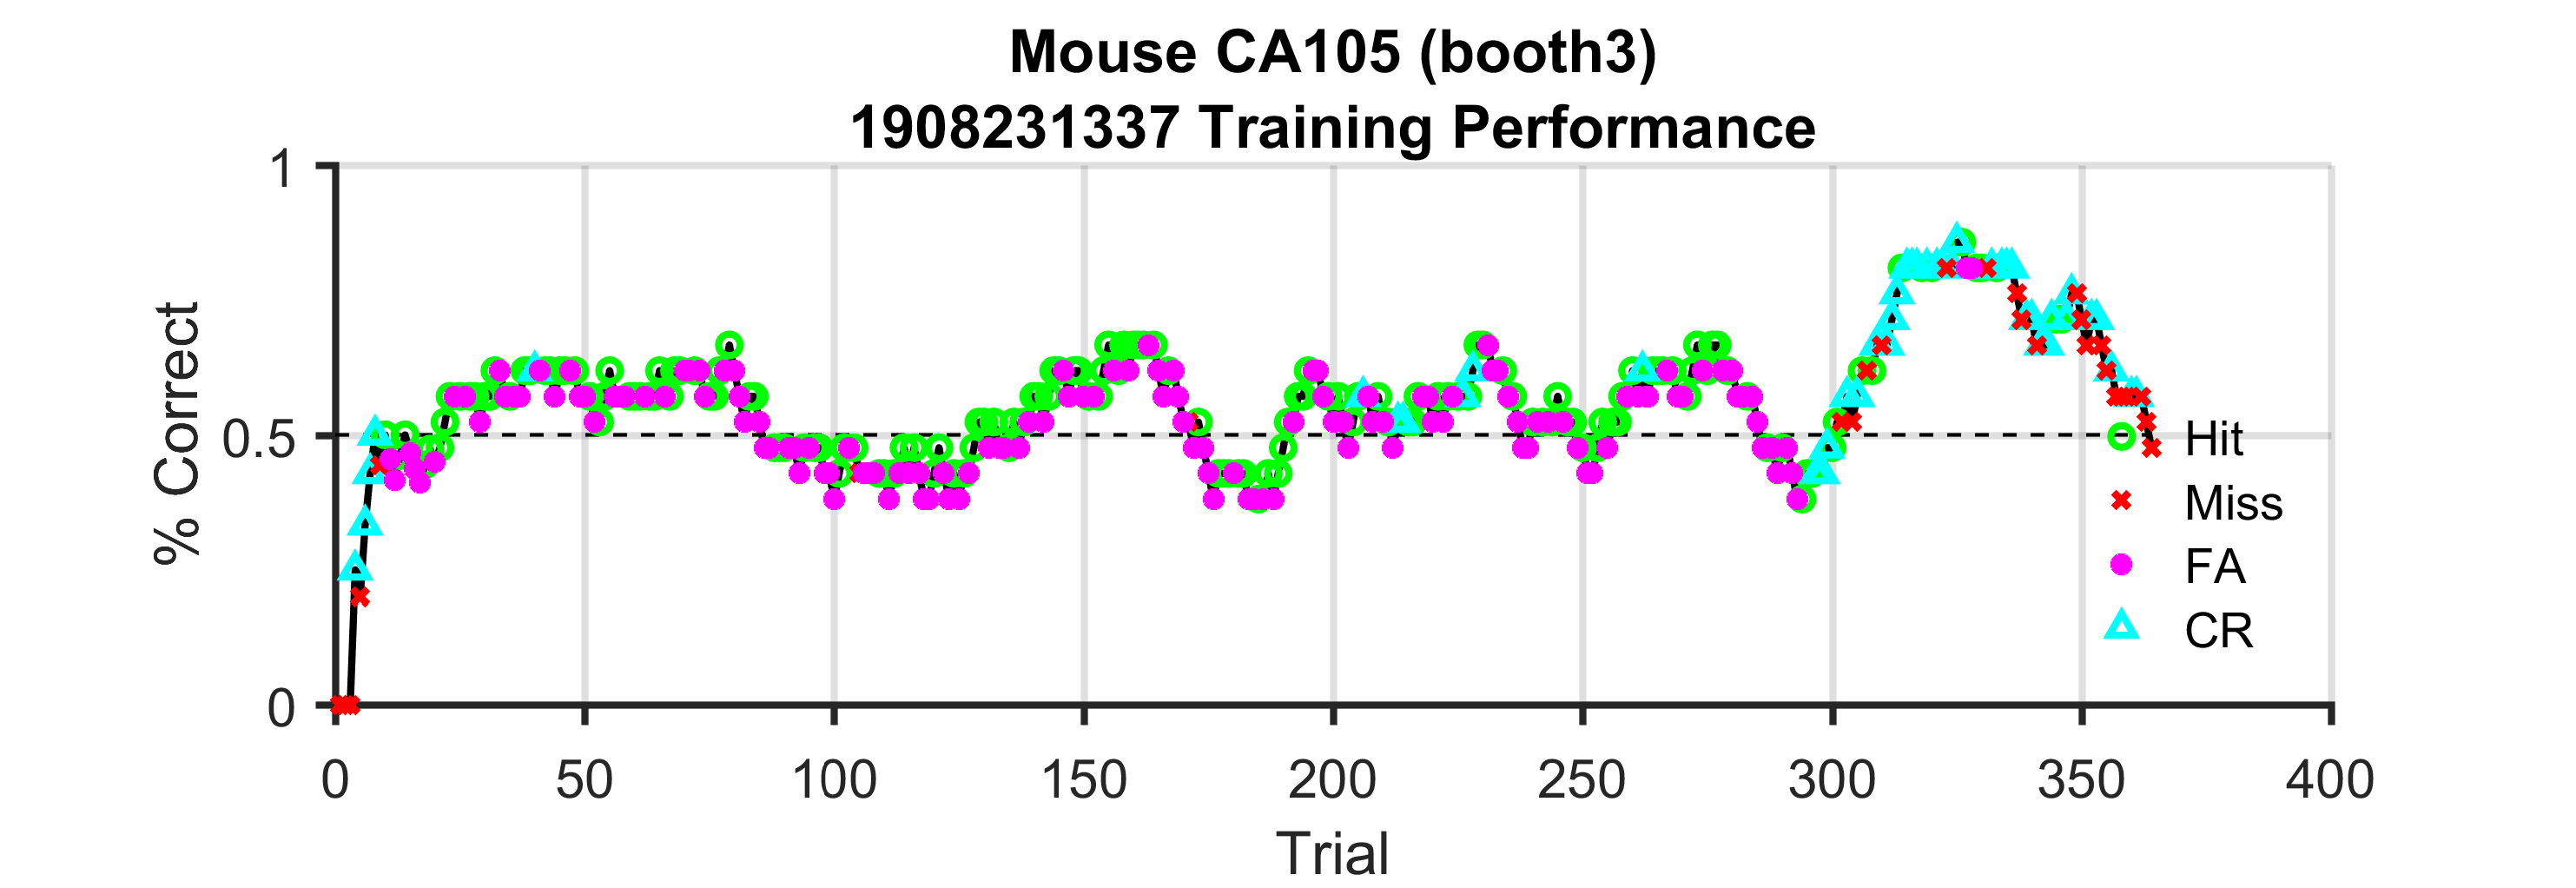 Mouse CA105 (booth3)
1908231337 Training Performance
1
0.5
0
% Correct
Hit
Miss
FA
CR
0 50 100 150 200 250 300 350 400
Trial